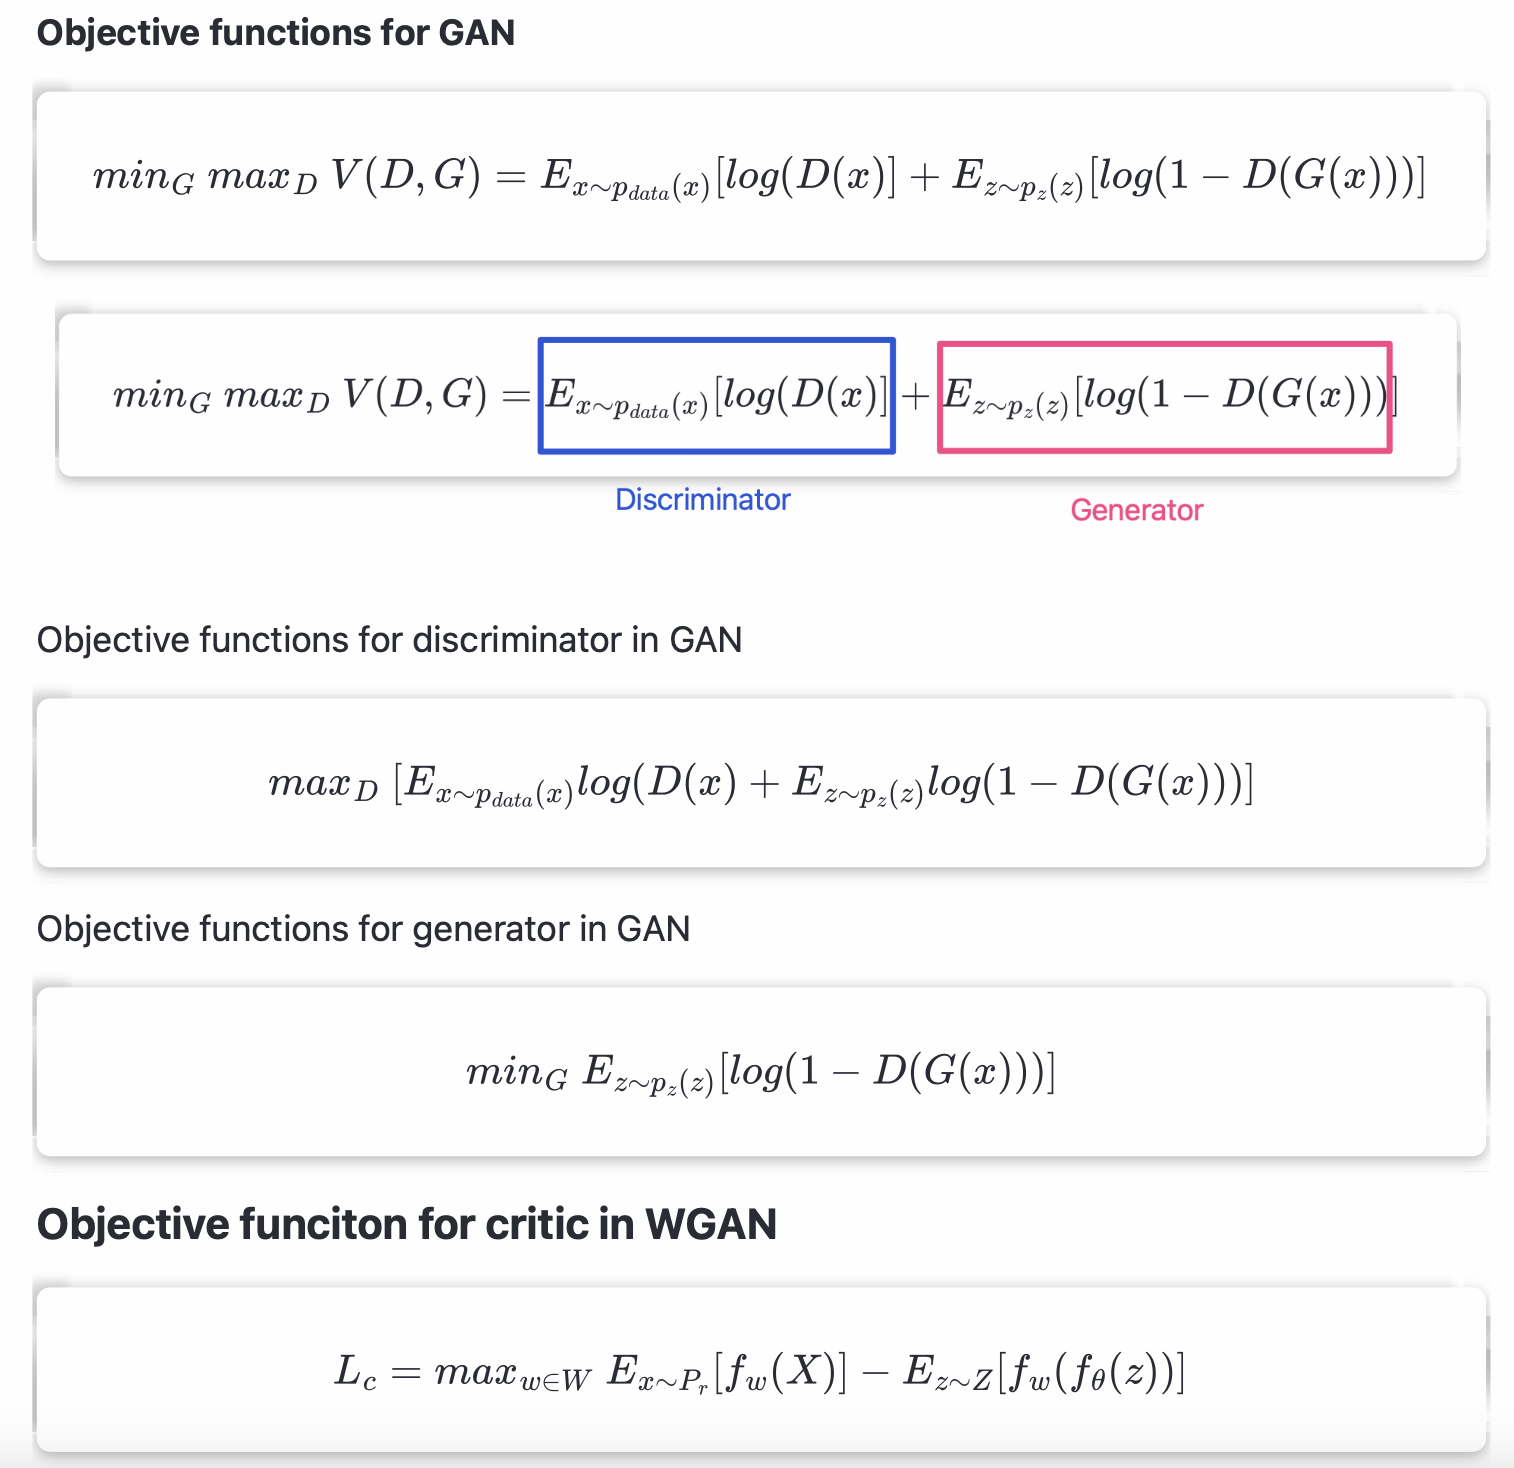 Objective functions for GAN
$min_G \, max_D \, V(D, G) = E_{x \sim p_{data}(x)}[log(D(x)] + E_{z \sim p_z(z)}[log(1 - D(G(x)))]$
$min_G \, max_D \, V(D, G) = E_{x \sim p_{data}(x)}[log(D(x)] + E_{z \sim p_z(z)}[log(1 - D(G(x)))]$
Discriminator
Generator
Objective functions for discriminator in GAN
$max_D \, [E_{x \sim p_{data}(x)}log(D(x) + E_{z \sim p_z(z)}log(1 - D(G(x)))]$
Objective functions for generator in GAN
$min_G \, E_{z \sim p_z(z)}[log(1 - D(G(x)))]$
Objective funciton for critic in WGAN
$L_c = max_{w \in W} \, E_{x \sim P_r}[f_w(X)] - E_{z \sim Z}[f_w(f_\theta(z))]$